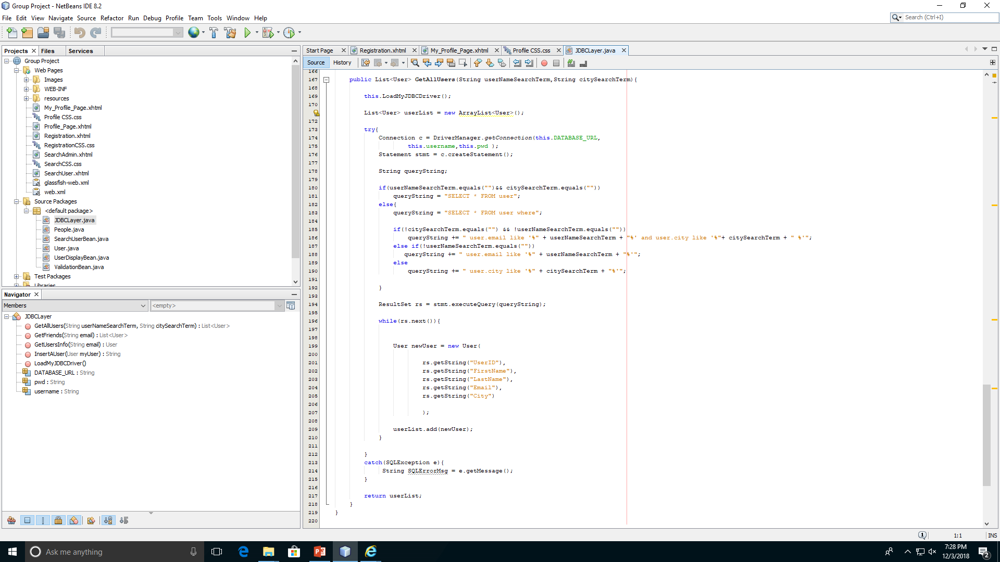 Group Project - NetBeans IDE 8.2
File Edit View Navigate Source Refactor Run Debug Profile Team Tools Window Help
Search (Ctrl+I)
Projects Files Services
Group Project
Web Pages
Images
WEB-INF
resources
My_Profile_Page.xhtml
Profile CSS.css
Profile_Page.xhtml
Registration.xhtml
RegistrationCSS.css
SearchAdmin.xhtml
SearchCSS.css
SearchUser.xhtml
glassfish-web.xml
web.xml
Source Packages
<default package>
JDBCLayer.java
People.java
SearchUserBean.java
User.java
UserDisplayBean.java
ValidationBean.java
Test Packages
Libraries
Navigator
Members
<empty>
JDBCLayer
GetAllUsers(String userNameSearchTerm, String citySearchTerm) : List<User>
GetFriends(String email) : List<User>
GetUsersInfo(String email) : User
InsertAUser(User myUser) : String
LoadMyJDBCDriver()
DATABASE_URL : String
pwd : String
username : String
Start Page Registration.xhtml My_Profile_Page.xhtml Profile CSS.css JDBCLayer.java
Source History
166
167 public List<User> GetAllUsers(String userNameSearchTerm,String citySearchTerm){
168
169 this.LoadMyJDBCDriver();
170
List<User> userList = new ArrayList<User>();
172
173 try{
174 Connection c = DriverManager.getConnection(this.DATABASE_URL,
175 this.username,this.pwd );
176 Statement stmt = c.createStatement();
177
178 String queryString;
179
180 if(userNameSearchTerm.equals("")&& citySearchTerm.equals(""))
181 queryString = "SELECT * FROM user";
182 else{
183 queryString = "SELECT * FROM user where";
184
185 if(!citySearchTerm.equals("") && !userNameSearchTerm.equals(""))
186 queryString += " user.email like '%" + userNameSearchTerm + "%' and user.city like '%"+ citySearchTerm + " %'";
187 else if(!userNameSearchTerm.equals(""))
188 queryString += " user.email like '%" + userNameSearchTerm + "%'";
189 else
190 queryString += " user.city like '%" + citySearchTerm + "%'";
191
192 }
193
194 ResultSet rs = stmt.executeQuery(queryString);
195
196 while(rs.next()){
197
198
199 User newUser = new User(
200
201 rs.getString("UserID"),
202 rs.getString("FirstName"),
203 rs.getString("LastName"),
204 rs.getString("Email"),
205 rs.getString("City")
206
207 );
208
209 userList.add(newUser);
210 }
211
212 }
213 catch(SQLException e){
214 String SQLErrorMsg = e.getMessage();
215 }
216
217 return userList;
218 }
219 }
220
1 1:1 INS
Ask me anything
7:28 PM
12/3/2018
2